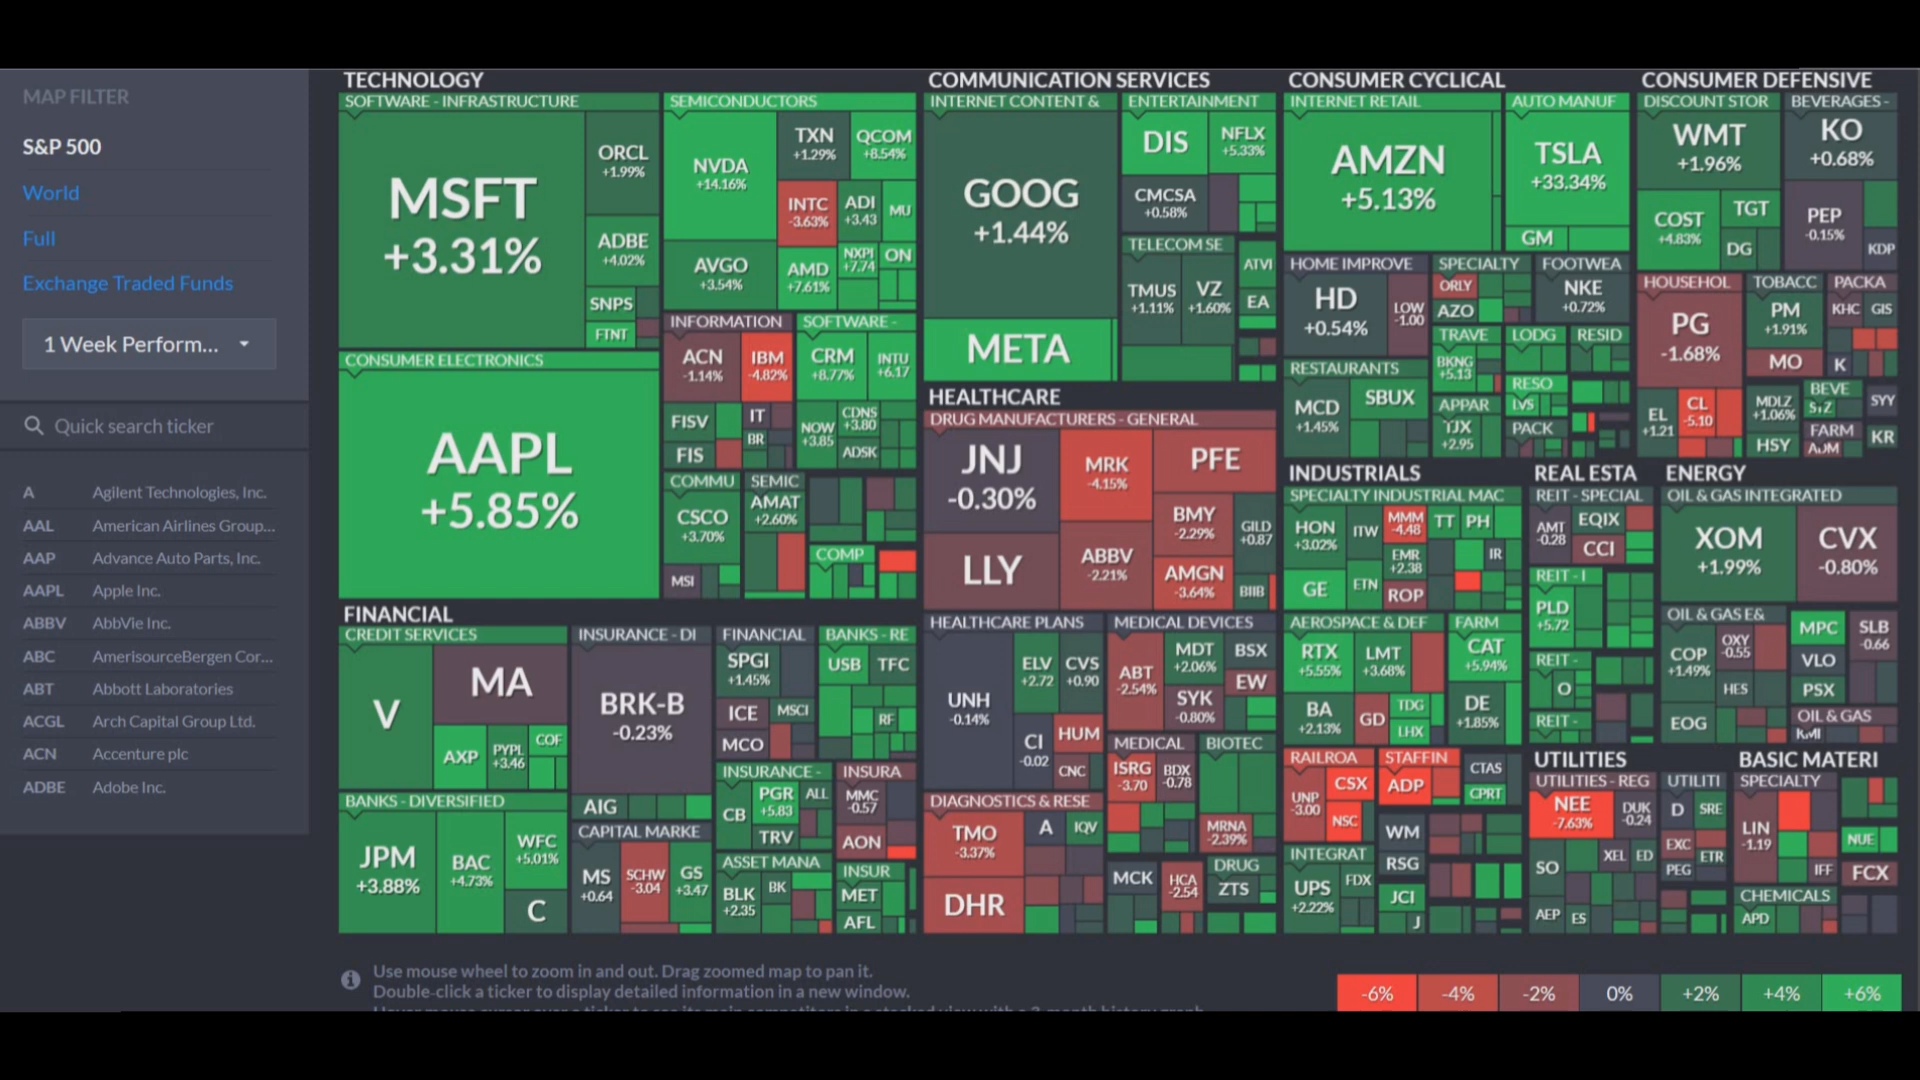 MAP FILTER
S&P 500
World
Full
Exchange Traded Funds
1 Week Perform...
Quick search ticker
A Agilent Technologies, Inc.
AAL American Airlines Group...
AAP Advance Auto Parts, Inc.
AAPL Apple Inc.
ABBV AbbVie Inc.
ABC AmerisourceBergen Cor...
ABT Abbott Laboratories
ACGL Arch Capital Group Ltd.
ACN Accenture plc
ADBE Adobe Inc.
TECHNOLOGY
SOFTWARE - INFRASTRUCTURE
MSFT
+3.31%
ORCL
+1.99%
ADBE
+4.02%
SNPS
FTNT
SEMICONDUCTORS
NVDA
+14.16%
TXN
+1.29%
QCOM
+8.54%
INTC
-3.63%
ADI
+3.43
MU
AVGO
+3.54%
AMD
+7.61%
NXPI
+7.74
ON
CONSUMER ELECTRONICS
AAPL
+5.85%
INFORMATION
ACN
-1.14%
IBM
-4.82%
FISV
IT
BR
FIS
SOFTWARE -
CRM
+8.77%
INTU
+6.17
NOW
+3.85
CDNS
+3.80
ADSK
COMMU
CSCO
+3.70%
MSI
SEMIC
AMAT
+2.60%
COMP
COMMUNICATION SERVICES
INTERNET CONTENT &
GOOG
+1.44%
META
ENTERTAINMENT
DIS
NFLX
+5.33%
CMCSA
+0.58%
TELECOM SE
TMUS
+1.11%
VZ
+1.60%
ATVI
EA
CONSUMER CYCLICAL
INTERNET RETAIL
AMZN
+5.13%
AUTO MANUF
TSLA
+33.34%
GM
HOME IMPROVE
HD
+0.54%
LOW
-1.00
SPECIALTY
ORLY
AZO
FOOTWEA
NKE
+0.72%
RESTAURANTS
MCD
+1.45%
SBUX
TRAVE
BKNG
+5.13
LODG
RESID
RESO
LVS
APPAR
TJX
+2.95
PACK
CONSUMER DEFENSIVE
DISCOUNT STOR
WMT
+1.96%
COST
+4.83%
TGT
DG
BEVERAGES -
KO
+0.68%
PEP
-0.15%
KDP
HOUSEHOL
PG
-1.68%
EL
+1.21
CL
-5.10
TOBACC
PM
+1.91%
MO
PACKA
KHC
GIS
K
MDLZ
+1.06%
HSY
BEVE
STZ
SYY
FARM
ADM
KR
HEALTHCARE
DRUG MANUFACTURERS - GENERAL
JNJ
-0.30%
MRK
-4.15%
PFE
LLY
ABBV
-2.21%
BMY
-2.29%
GILD
+0.87
AMGN
-3.64%
BIIB
HEALTHCARE PLANS
UNH
-0.14%
ELV
+2.72
CVS
+0.90
CI
-0.02
HUM
CNC
MEDICAL DEVICES
ABT
-2.54%
MDT
+2.06%
BSX
SYK
-0.80%
EW
MEDICAL
ISRG
-3.70
BDX
-0.78
BIOTEC
MRNA
-2.39%
DIAGNOSTICS & RESE
TMO
-3.37%
A
IQV
DHR
MCK
HCA
-2.54
DRUG
ZTS
FINANCIAL
CREDIT SERVICES
V
MA
AXP
PYPL
+3.46
COF
BANKS - DIVERSIFIED
JPM
+3.88%
BAC
+4.73%
WFC
+5.01%
C
INSURANCE - DI
BRK-B
-0.23%
AIG
CAPITAL MARKE
MS
+0.64
SCHW
-3.04
GS
+3.47
FINANCIAL
SPGI
+1.45%
ICE
MSCI
MCO
BANKS - RE
USB
TFC
RF
INSURANCE -
CB
PGR
+5.83
ALL
TRV
INSURA
MMC
-0.57
AON
ASSET MANA
BLK
+2.35
BK
INSUR
MET
AFL
INDUSTRIALS
SPECIALTY INDUSTRIAL MAC
HON
+3.02%
ITW
MMM
-4.48
TT
PH
EMR
+2.38
IR
GE
ETN
ROP
AEROSPACE & DEF
RTX
+5.55%
LMT
+3.68%
BA
+2.13%
GD
TDG
LHX
FARM
CAT
+5.94%
DE
+1.85%
RAILROA
UNP
-3.00
CSX
NSC
STAFFIN
ADP
CTAS
CPRT
INTEGRAT
UPS
+2.22%
FDX
WM
RSG
JCI
J
REAL ESTA
REIT - SPECIAL
AMT
-0.28
EQIX
CCI
REIT - I
PLD
+5.72
REIT -
O
REIT -
ENERGY
OIL & GAS INTEGRATED
XOM
+1.99%
CVX
-0.80%
OIL & GAS E&
COP
+1.49%
OXY
-0.55
HES
EOG
MPC
VLO
PSX
SLB
-0.66
OIL & GAS
KMI
UTILITIES
UTILITIES - REG
NEE
-7.63%
DUK
-0.24
SO
XEL
ED
AEP
ES
UTILITI
D
SRE
EXC
ETR
PEG
BASIC MATERI
SPECIALTY
LIN
-1.19
IFF
NUE
FCX
CHEMICALS
APD
Use mouse wheel to zoom in and out. Drag zoomed map to pan it.
Double-click a ticker to display detailed information in a new window.
Hover mouse cursor over a ticker to see its main competitors in a stacked view with a 3-month history graph.
-6% -4% -2% 0% +2% +4% +6%